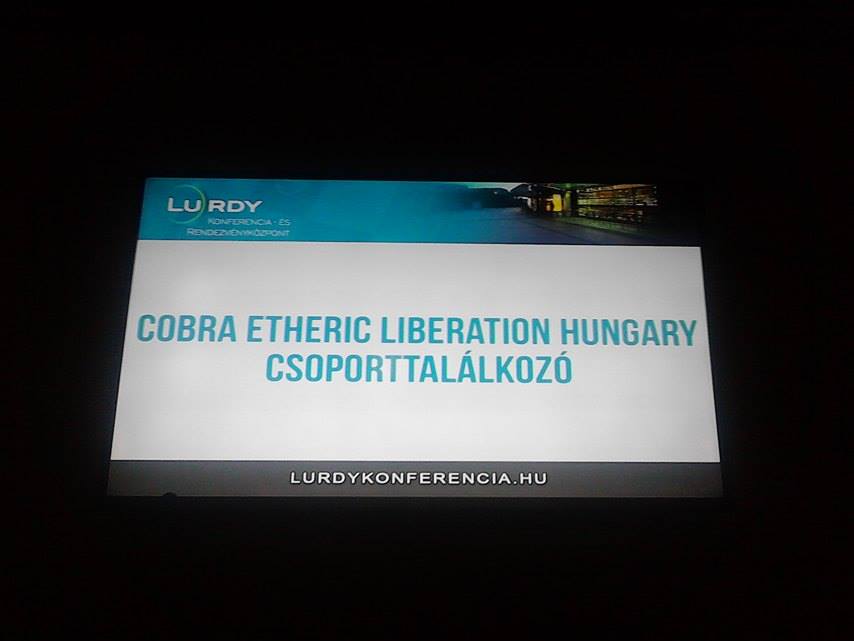 LURDY
KONFERENCIA - ÉS
RENDEZVÉNYKÖZPONT
COBRA ETHERIC LIBERATION HUNGARY
CSOPORTTALÁLKOZÓ
LURDYKONFERENCIA.HU